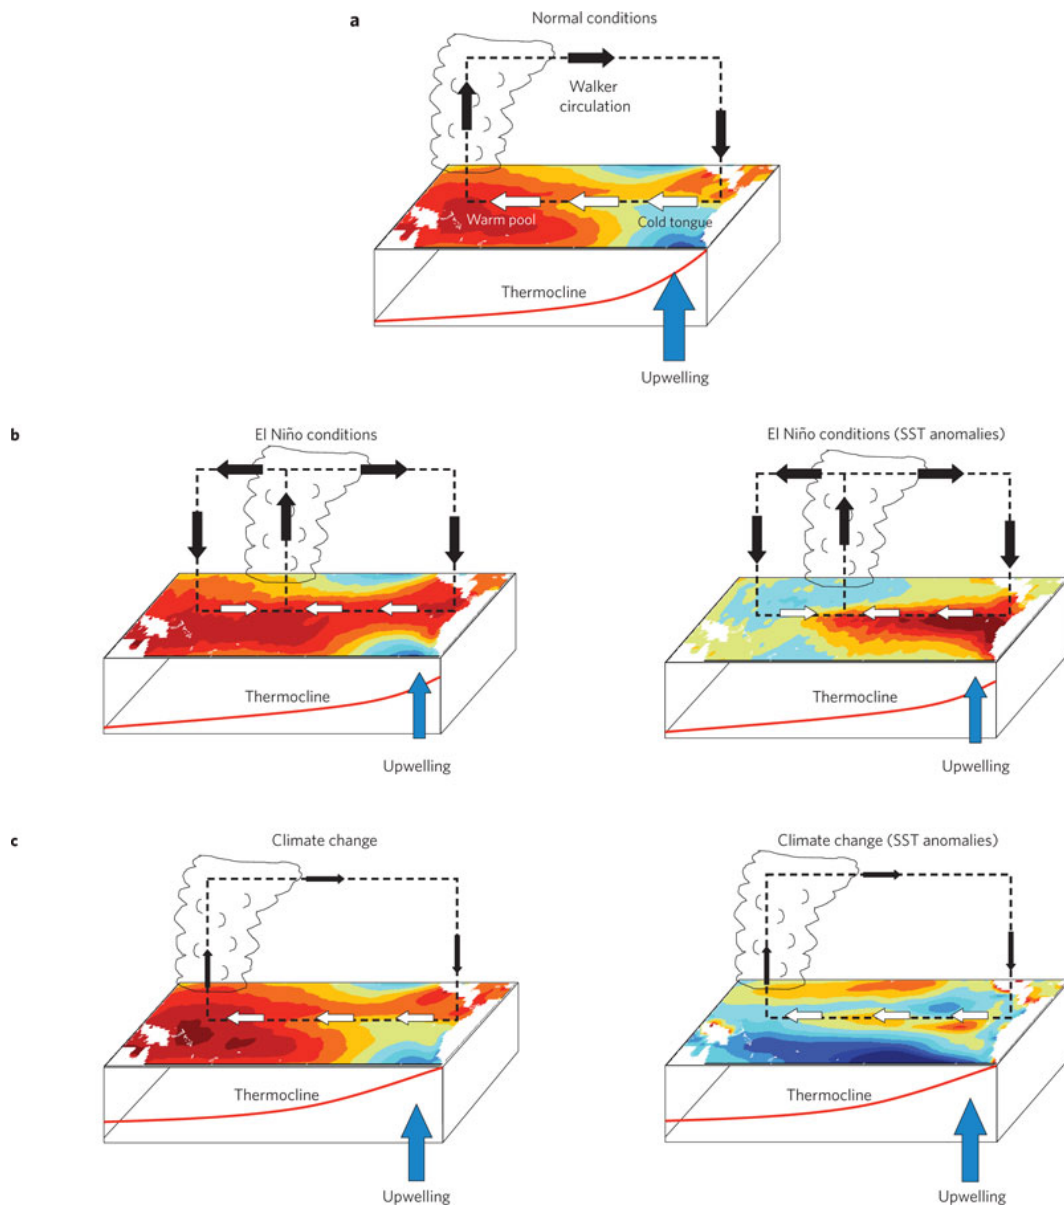 a
Normal conditions
Walker
circulation
Warm pool
Cold tongue
Thermocline
Upwelling
b
El Niño conditions
El Niño conditions (SST anomalies)
Thermocline
Thermocline
Upwelling
Upwelling
c
Climate change
Climate change (SST anomalies)
Thermocline
Thermocline
Upwelling
Upwelling